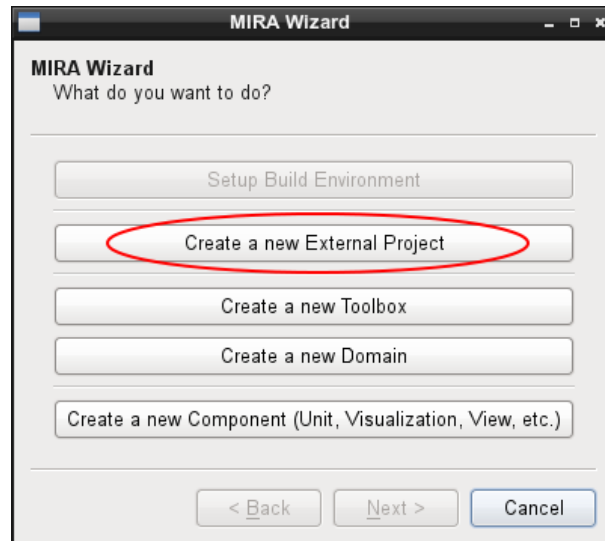 MIRA Wizard
MIRA Wizard
What do you want to do?
Setup Build Environment
Create a new External Project
Create a new Toolbox
Create a new Domain
Create a new Component (Unit, Visualization, View, etc.)
< Back
Next >
Cancel